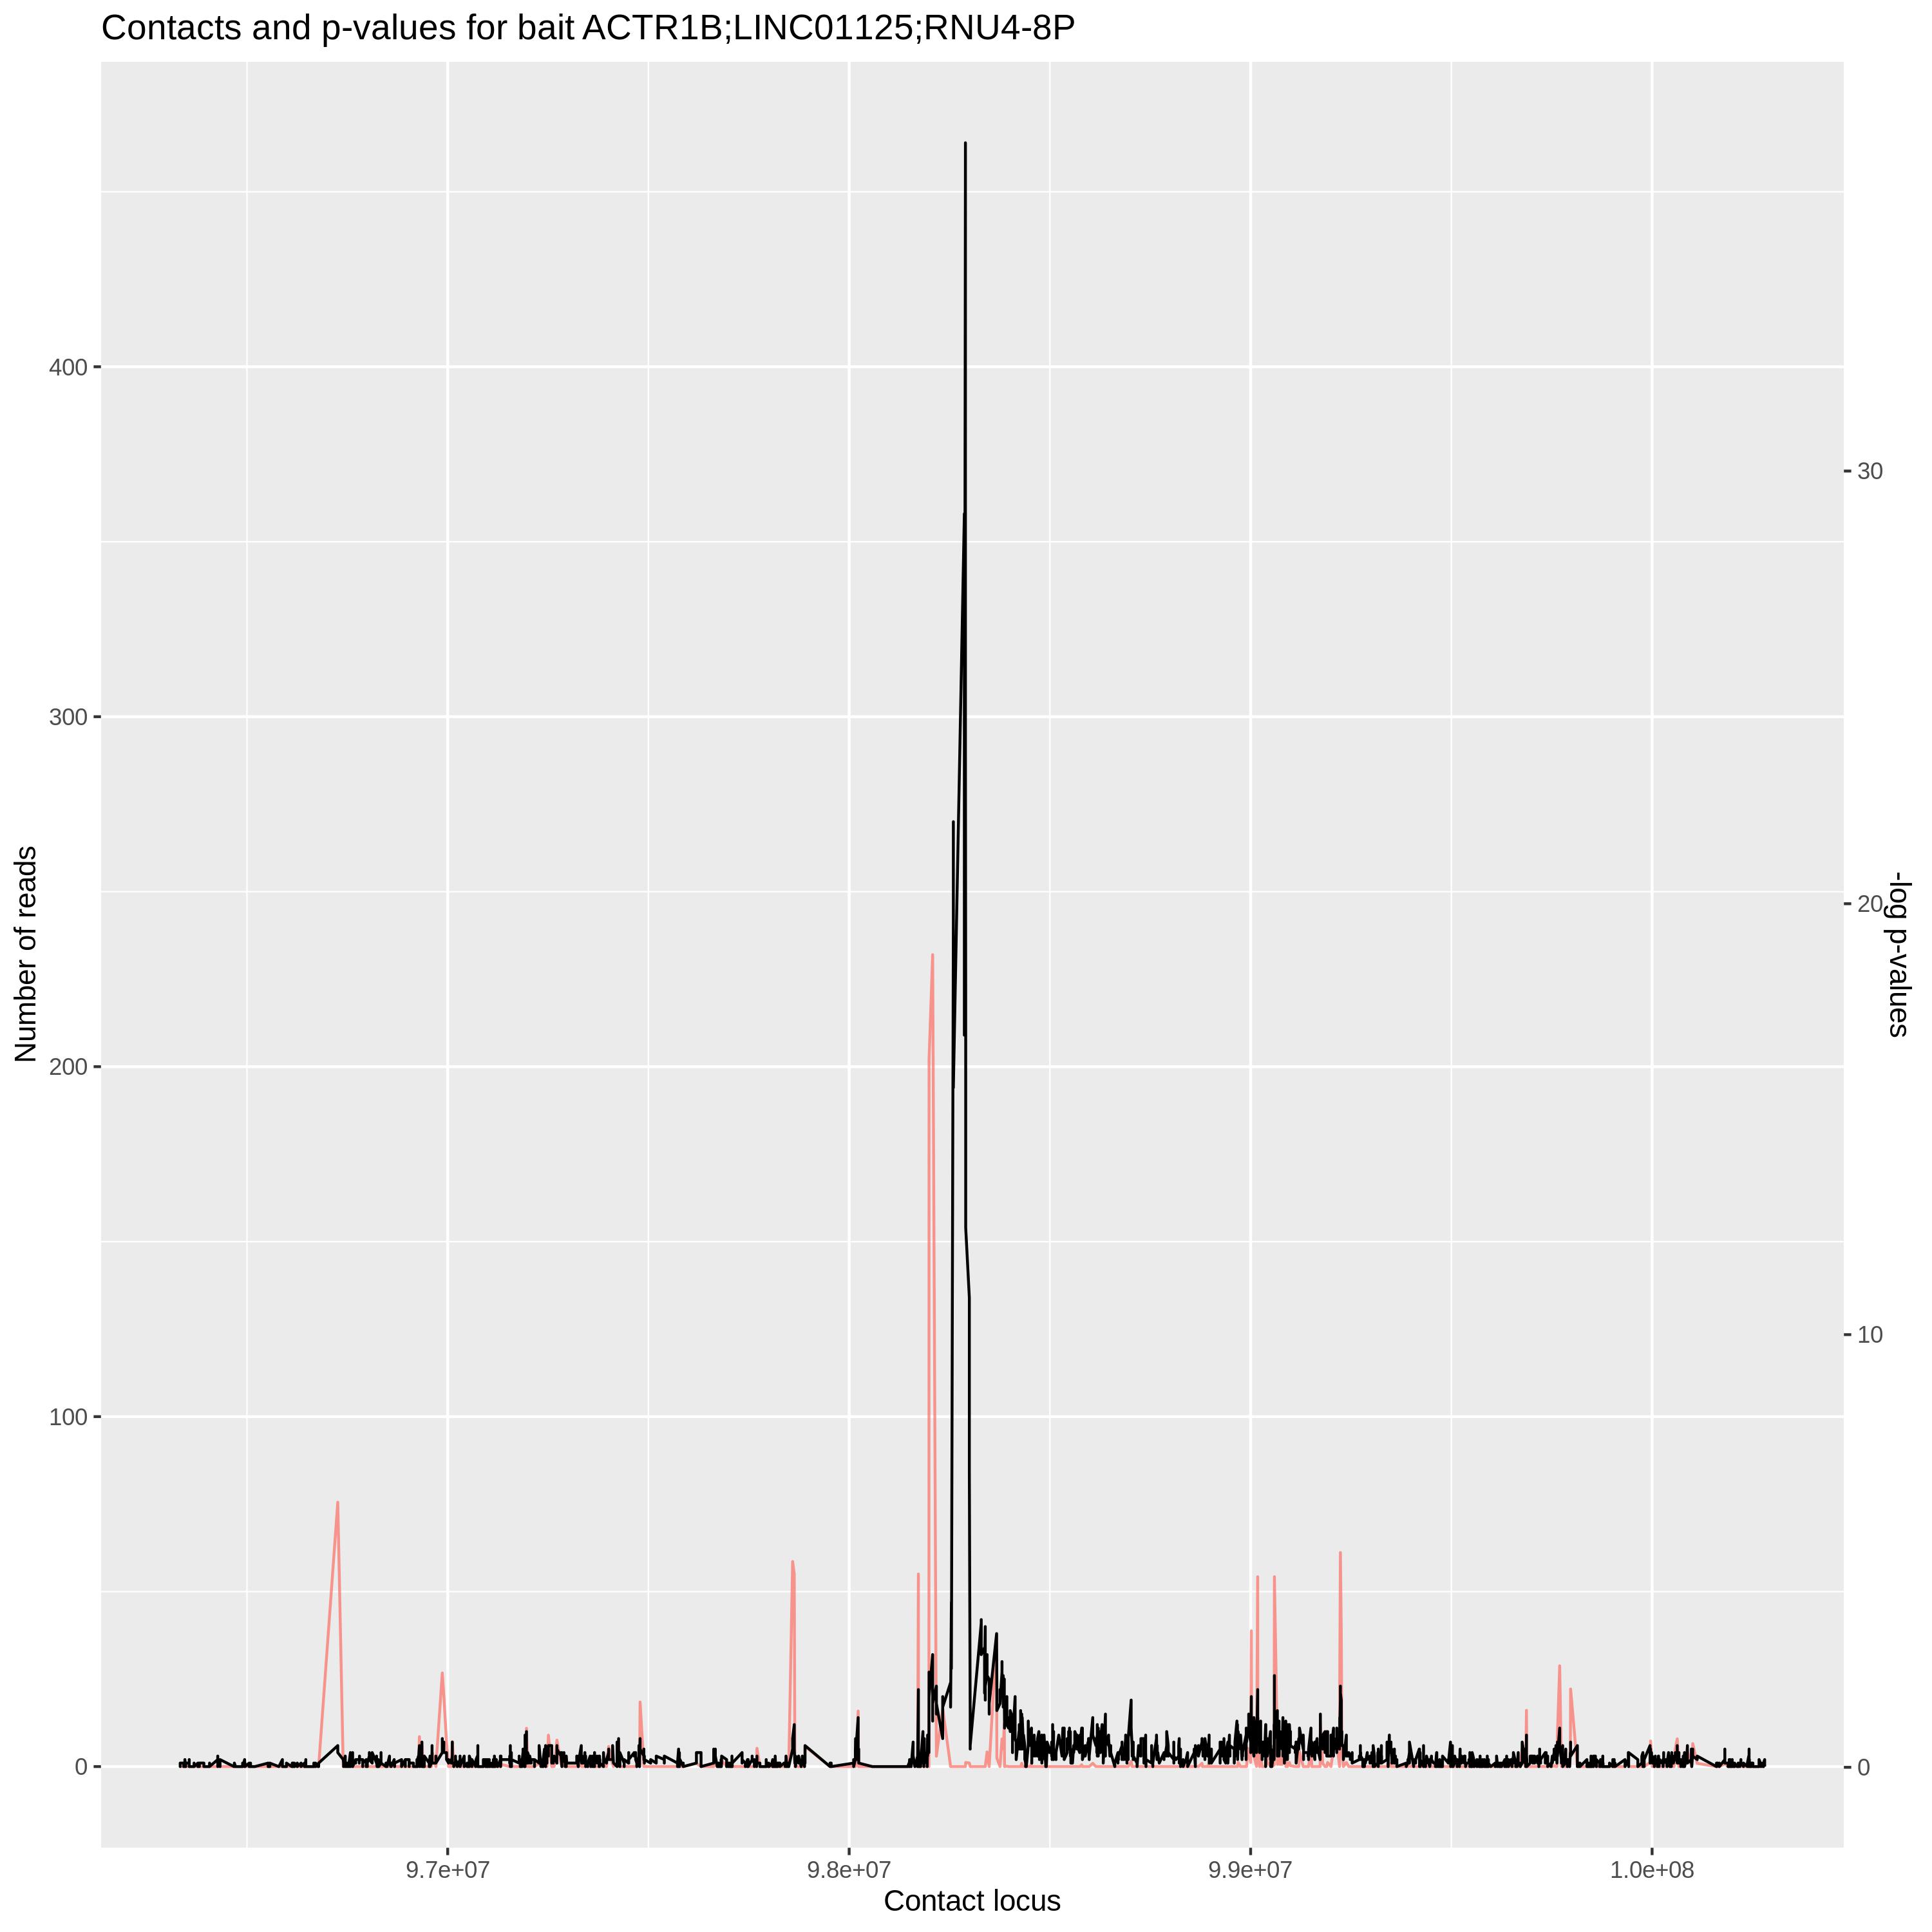 Contacts and p-values for bait ACTR1B;LINC01125;RNU4-8P
Number of reads
400
300
200
100
0
30
20
10
0
-log p-values
9.7e+07
9.8e+07
9.9e+07
1.0e+08
Contact locus